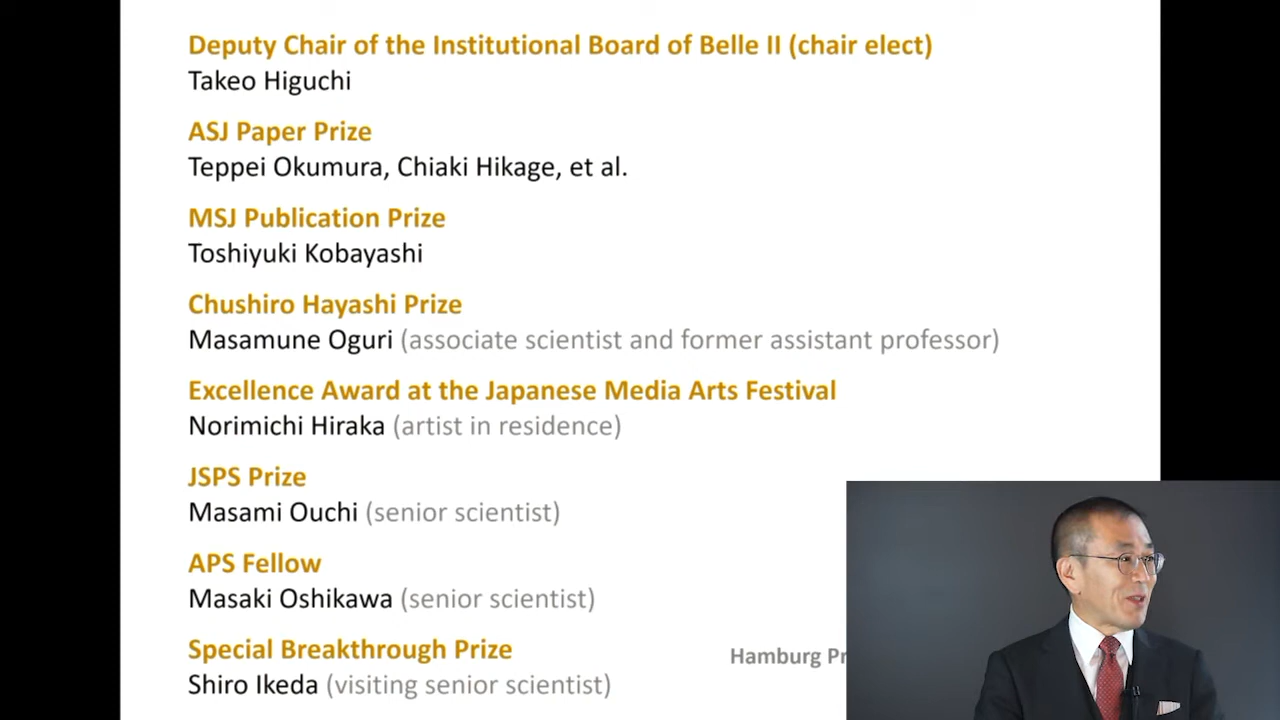 Deputy Chair of the Institutional Board of Belle II (chair elect)
Takeo Higuchi
ASJ Paper Prize
Teppei Okumura, Chiaki Hikage, et al.
MSJ Publication Prize
Toshiyuki Kobayashi
Chushiro Hayashi Prize
Masamune Oguri (associate scientist and former assistant professor)
Excellence Award at the Japanese Media Arts Festival
Norimichi Hiraka (artist in residence)
JSPS Prize
Masami Ouchi (senior scientist)
APS Fellow
Masaki Oshikawa (senior scientist)
Special Breakthrough Prize
Shiro Ikeda (visiting senior scientist)
Hamburg